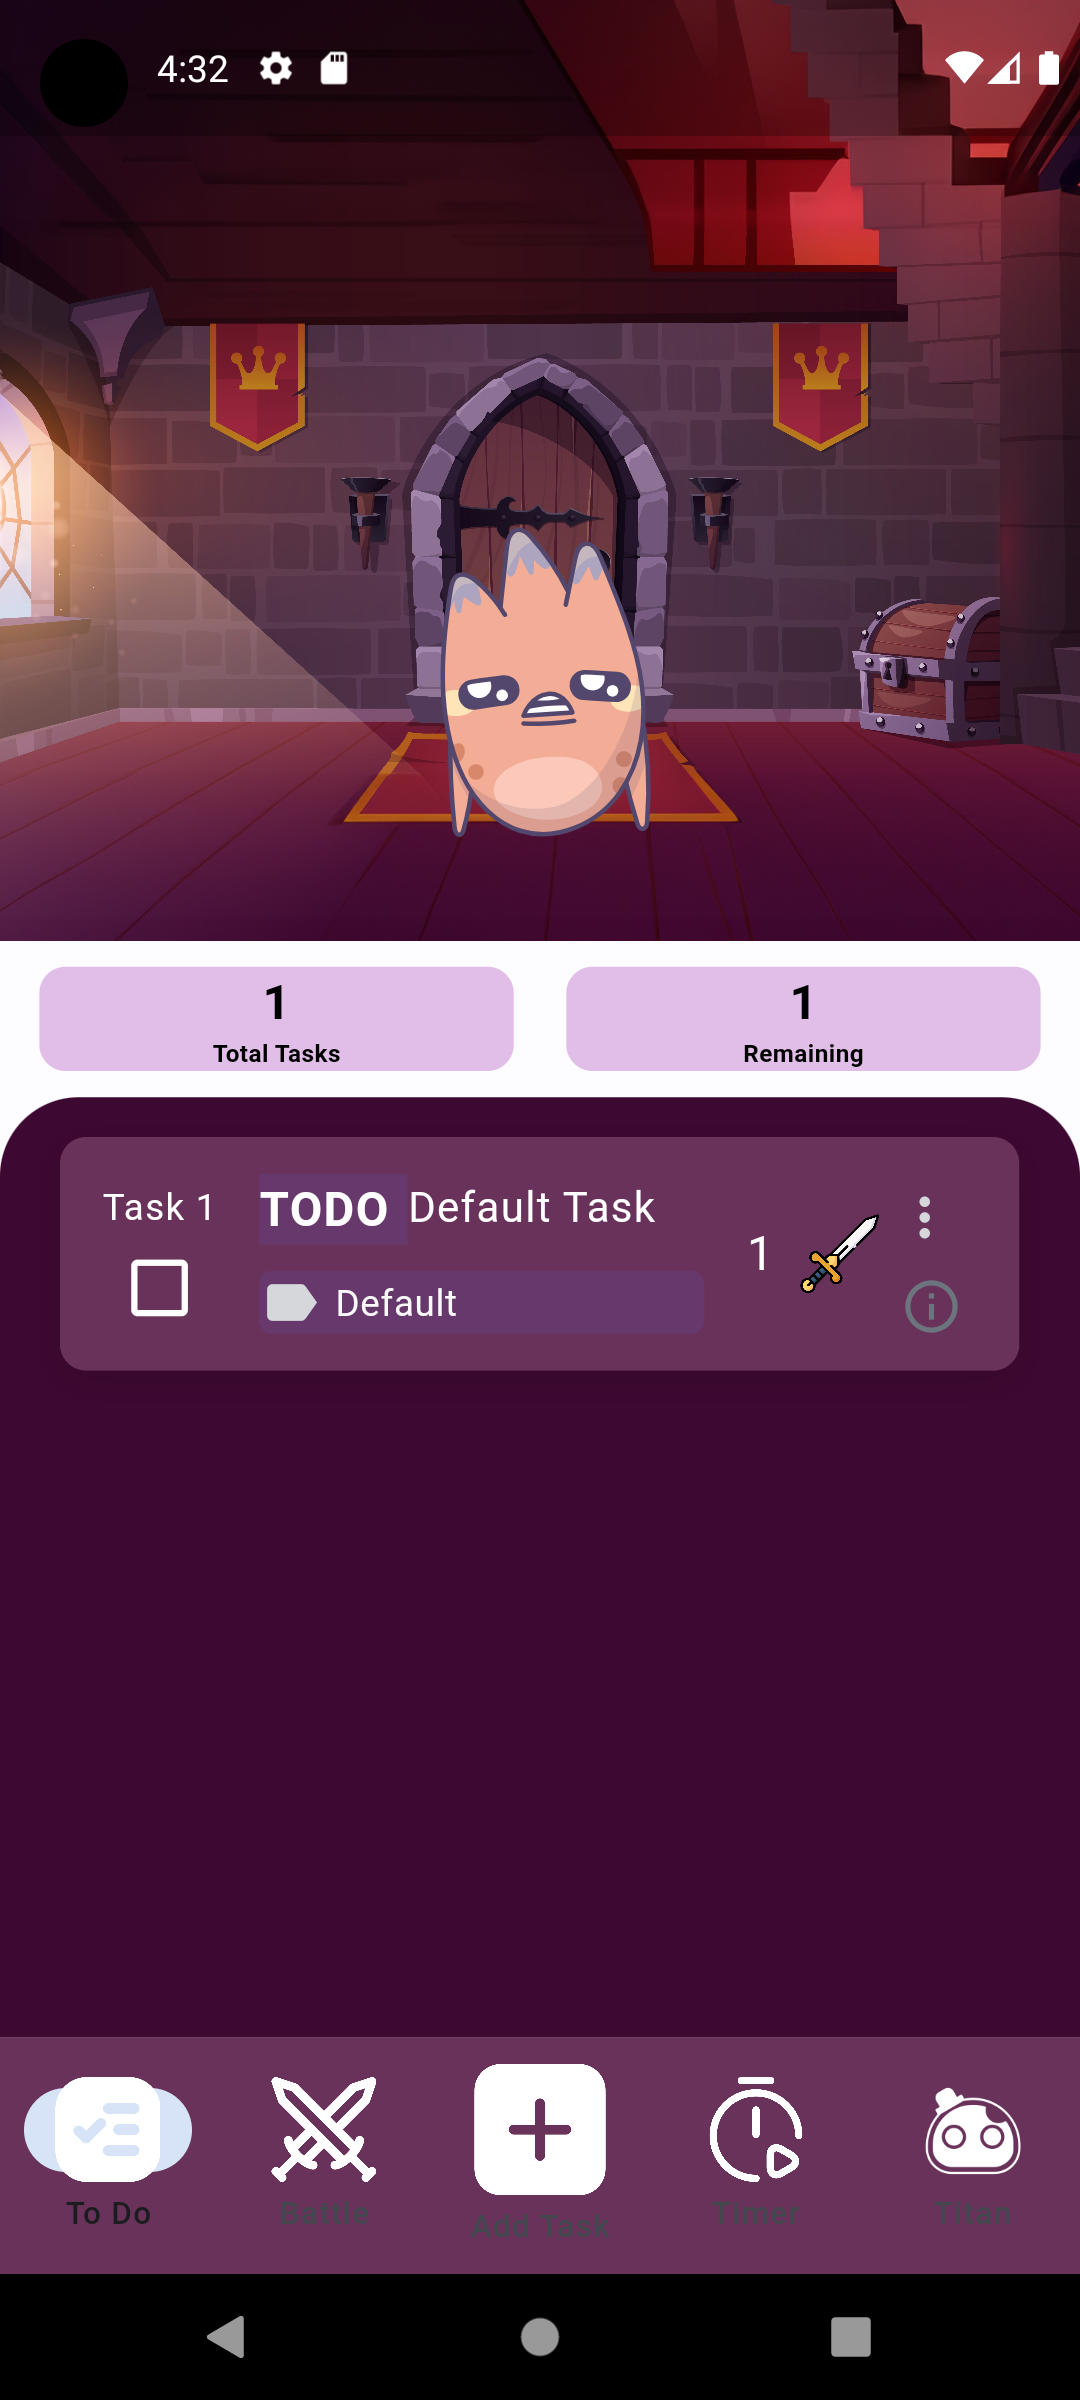 4:32
1
Total Tasks
1
Remaining
Task 1
TODO Default Task
1
Default
To Do
Battle
Add Task
Timer
Titan